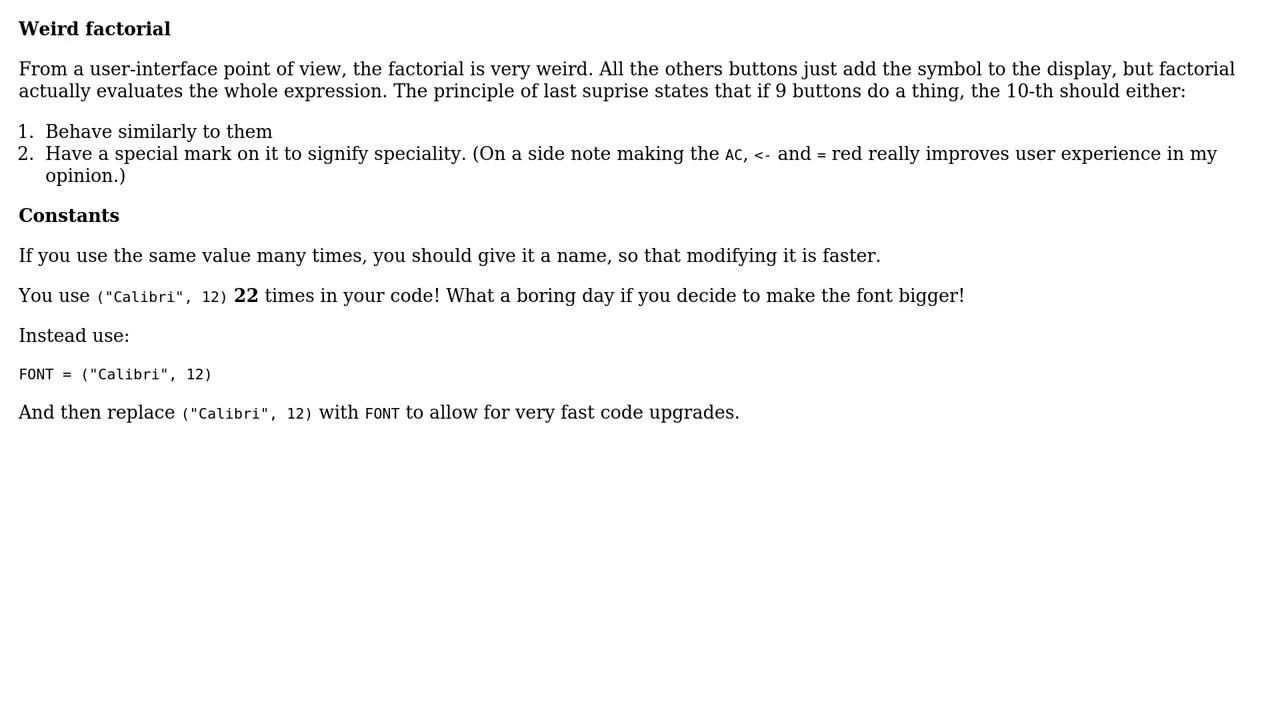 Weird factorial
From a user-interface point of view, the factorial is very weird. All the others buttons just add the symbol to the display, but factorial
actually evaluates the whole expression. The principle of last suprise states that if 9 buttons do a thing, the 10-th should either:
1. Behave similarly to them
2. Have a special mark on it to signify speciality. (On a side note making the AC, <- and = red really improves user experience in my
opinion.)
Constants
If you use the same value many times, you should give it a name, so that modifying it is faster.
You use ("Calibri", 12) 22 times in your code! What a boring day if you decide to make the font bigger!
Instead use:
FONT = ("Calibri", 12)
And then replace ("Calibri", 12) with FONT to allow for very fast code upgrades.